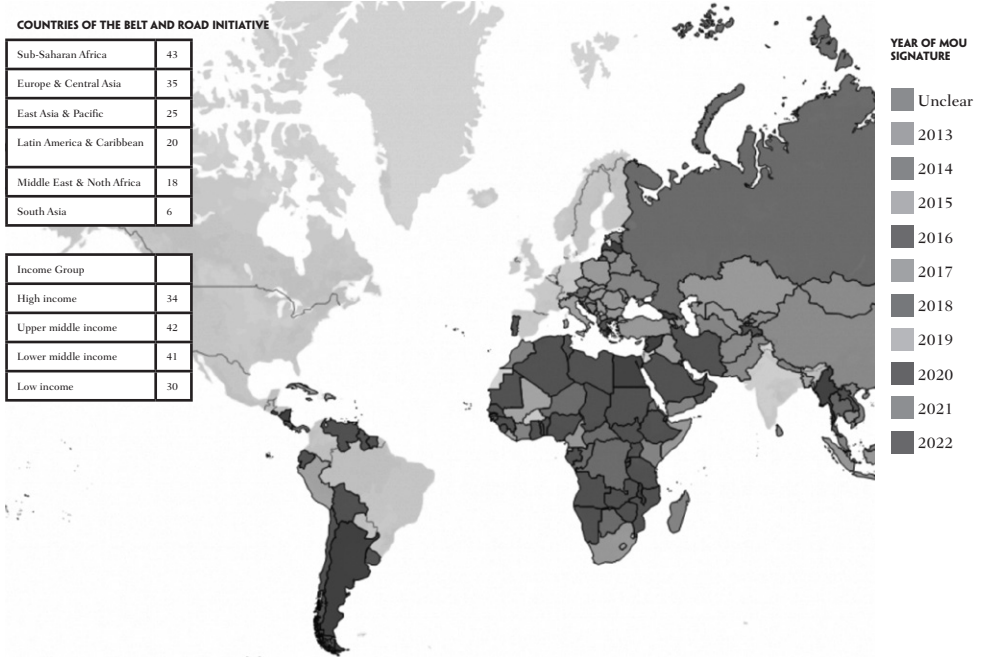 COUNTRIES OF THE BELT AND ROAD INITIATIVE
Sub-Saharan Africa 43
Europe & Central Asia 35
East Asia & Pacific 25
Latin America & Caribbean 20
Middle East & Noth Africa 18
South Asia 6
Income Group
High income 34
Upper middle income 42
Lower middle income 41
Low income 30
YEAR OF MOU
SIGNATURE
Unclear
2013
2014
2015
2016
2017
2018
2019
2020
2021
2022